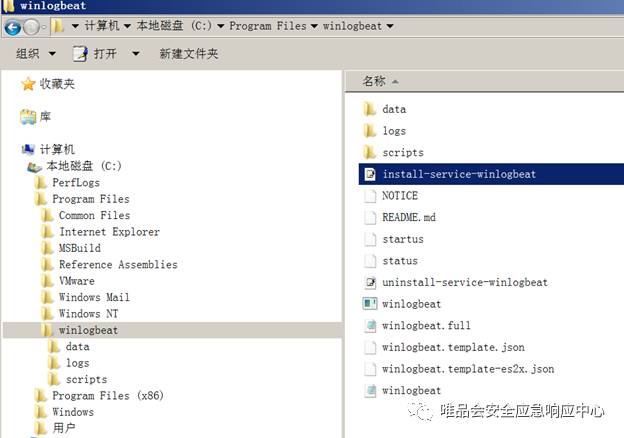 winlogbeat
计算机 本地磁盘 (C:) Program Files winlogbeat
组织 打开 新建文件夹
收藏夹
库
计算机
本地磁盘 (C:)
PerfLogs
Program Files
Common Files
Internet Explorer
MSBuild
Reference Assemblies
VMware
Windows Mail
Windows NT
winlogbeat
data
logs
scripts
Program Files (x86)
Windows
用户
名称
data
logs
scripts
install-service-winlogbeat
NOTICE
README.md
startus
status
uninstall-service-winlogbeat
winlogbeat
winlogbeat.full
winlogbeat.template.json
winlogbeat.template-es2x.json
winlogbeat
唯品会安全应急响应中心